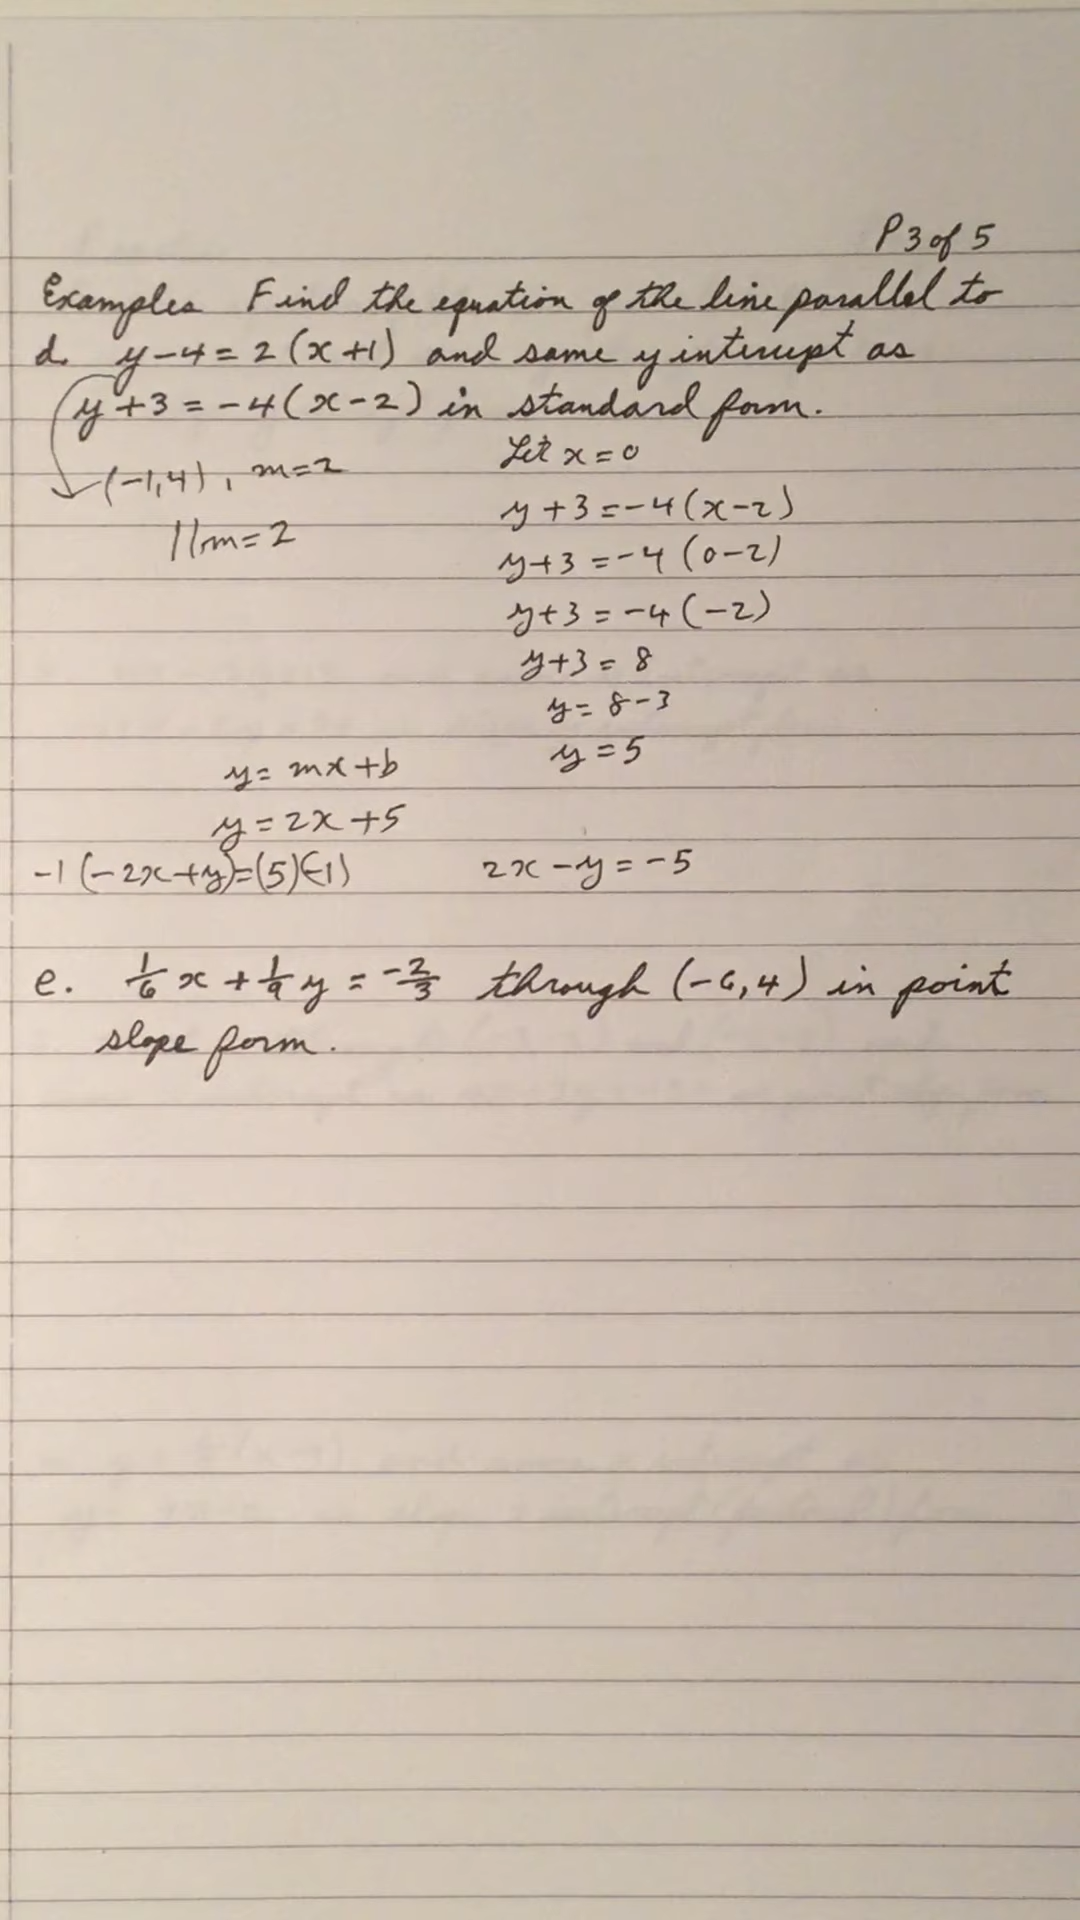 P 3 of 5
Examples Find the equation of the line parallel to
d. y-4=2(x+1) and same y intercept as
y+3=-4(x-2) in standard form.
(-1,4), m=2
||m=2
Let x=0
y+3=-4(x-2)
y+3=-4(0-2)
y+3=-4(-2)
y+3=8
y=8-3
y=5
y=mx+b
y=2x+5
-1(-2x+y)=(5)(-1)
2x-y=-5
e. 1/6 x + 1/9 y = -2/3 through (-6,4) in point
slope form.